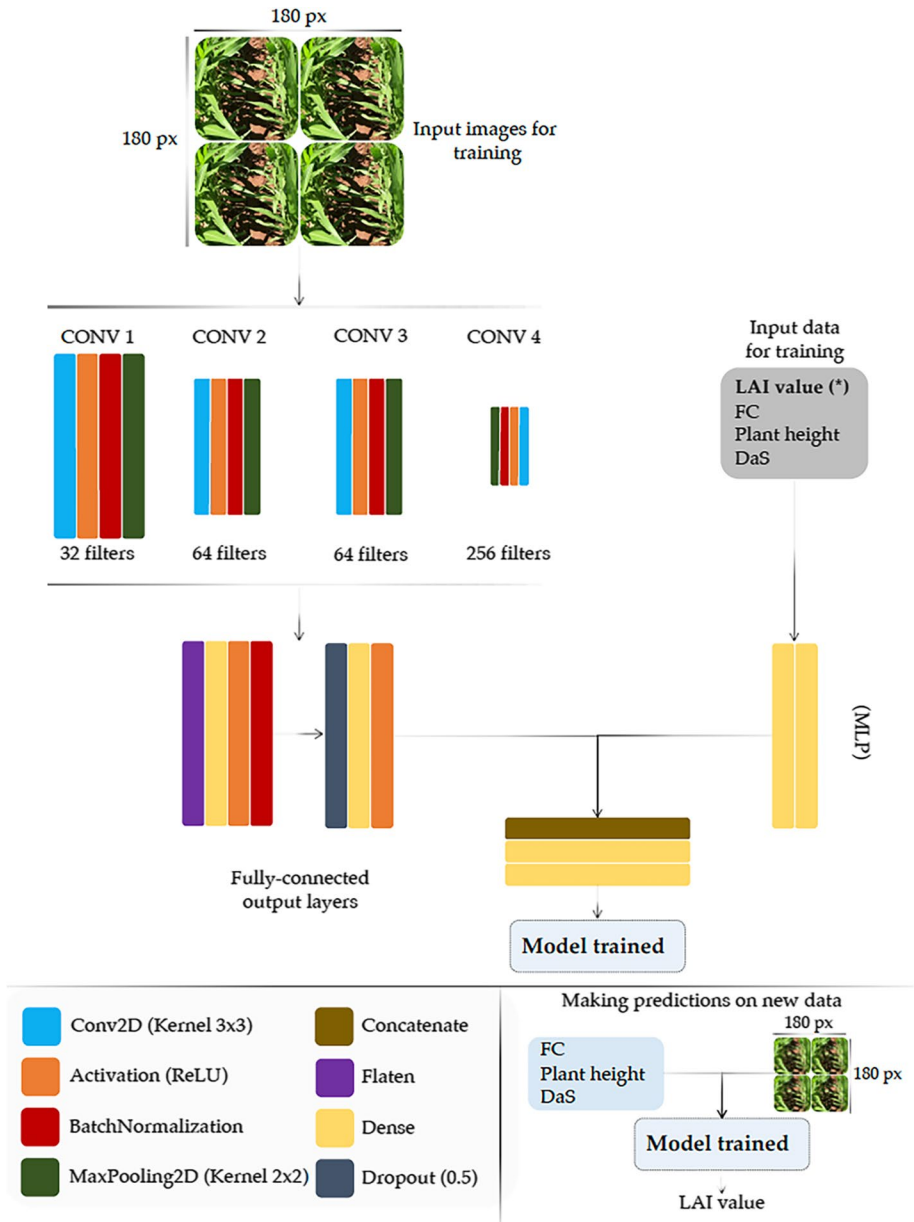 180 px
180 px
Input images for
training
CONV 1
CONV 2
CONV 3
CONV 4
32 filters
64 filters
64 filters
256 filters
Input data
for training
LAI value (*)
FC
Plant height
DaS
(MLP)
Fully-connected
output layers
Model trained
Conv2D (Kernel 3x3)
Activation (ReLU)
BatchNormalization
MaxPooling2D (Kernel 2x2)
Concatenate
Flaten
Dense
Dropout (0.5)
Making predictions on new data
180 px
FC
Plant height
DaS
180 px
Model trained
LAI value